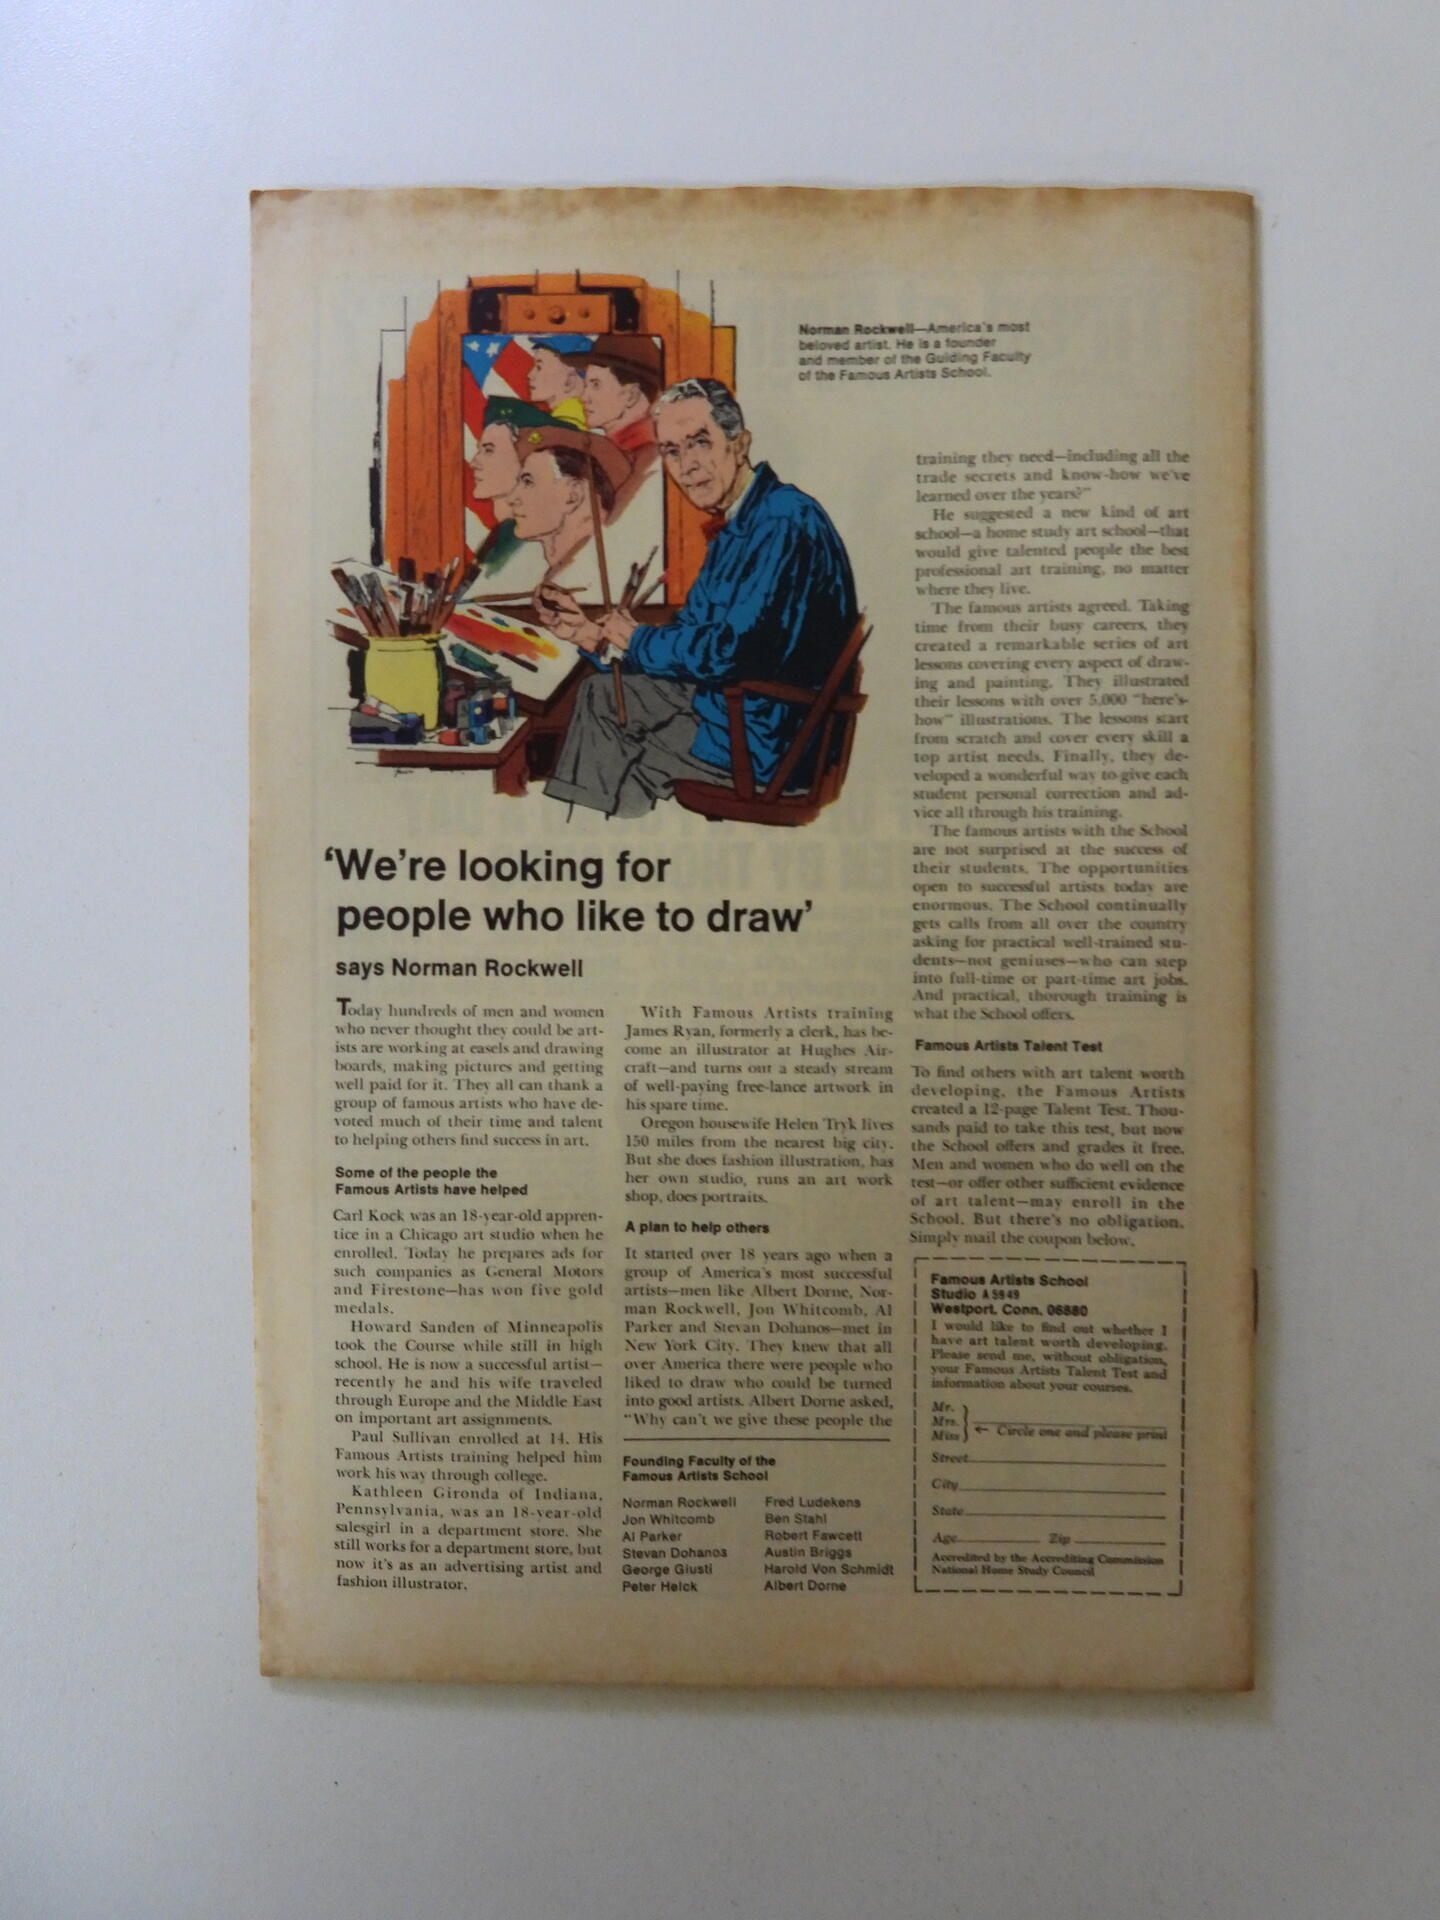 Norman Rockwell—America's most
beloved artist. He is a founder
and member of the Guiding Faculty
of the Famous Artists School.
'We're looking for
people who like to draw'
says Norman Rockwell
Today hundreds of men and women
who never thought they could be art-
ists are working at easels and drawing
boards, making pictures and getting
well paid for it. They all can thank a
group of famous artists who have de-
voted much of their time and talent
to helping others find success in art.
Some of the people the
Famous Artists have helped
Carl Kock was an 18-year-old appren-
tice in a Chicago art studio when he
enrolled. Today he prepares ads for
such companies as General Motors
and Firestone—has won five gold
medals.
Howard Sanden of Minneapolis
took the Course while still in high
school. He is now a successful artist—
recently he and his wife traveled
through Europe and the Middle East
on important art assignments.
Paul Sullivan enrolled at 14. His
Famous Artists training helped him
work his way through college.
Kathleen Gironda of Indiana,
Pennsylvania, was an 18-year-old
salesgirl in a department store. She
still works for a department store, but
now it's as an advertising artist and
fashion illustrator.
With Famous Artists training
James Ryan, formerly a clerk, has be-
come an illustrator at Hughes Air-
craft—and turns out a steady stream
of well-paying free-lance artwork in
his spare time.
Oregon housewife Helen Tryk lives
150 miles from the nearest big city.
But she does fashion illustration, has
her own studio, runs an art work
shop, does portraits.
A plan to help others
It started over 18 years ago when a
group of America's most successful
artists—men like Albert Dorne, Nor-
man Rockwell, Jon Whitcomb, Al
Parker and Stevan Dohanos—met in
New York City. They knew that all
over America there were people who
liked to draw who could be turned
into good artists. Albert Dorne asked,
"Why can't we give these people the
Founding Faculty of the
Famous Artists School
Norman Rockwell
Jon Whitcomb
Al Parker
Stevan Dohanos
George Giusti
Peter Helck
Fred Ludekens
Ben Stahl
Robert Fawcett
Austin Briggs
Harold Von Schmidt
Albert Dorne
training they need—including all the
trade secrets and know-how we've
learned over the years?"
He suggested a new kind of art
school—a home study art school—that
would give talented people the best
professional art training, no matter
where they live.
The famous artists agreed. Taking
time from their busy careers, they
created a remarkable series of art
lessons covering every aspect of draw-
ing and painting. They illustrated
their lessons with over 5,000 "here's-
how" illustrations. The lessons start
from scratch and cover every skill a
top artist needs. Finally, they de-
veloped a wonderful way to give each
student personal correction and ad-
vice all through his training.
The famous artists with the School
are not surprised at the success of
their students. The opportunities
open to successful artists today are
enormous. The School continually
gets calls from all over the country
asking for practical well-trained stu-
dents—not geniuses—who can step
into full-time or part-time art jobs.
And practical, thorough training is
what the School offers.
Famous Artists Talent Test
To find others with art talent worth
developing, the Famous Artists
created a 12-page Talent Test. Thou-
sands paid to take this test, but now
the School offers and grades it free.
Men and women who do well on the
test—or offer other sufficient evidence
of art talent—may enroll in the
School. But there's no obligation.
Simply mail the coupon below.
Famous Artists School
Studio A5949
Westport, Conn. 06880
I would like to find out whether I
have art talent worth developing.
Please send me, without obligation,
your Famous Artists Talent Test and
information about your courses.
Mr.
Mrs.
Miss
← Circle one and please print
Street
City
State
Age Zip
Accredited by the Accrediting Commission
National Home Study Council